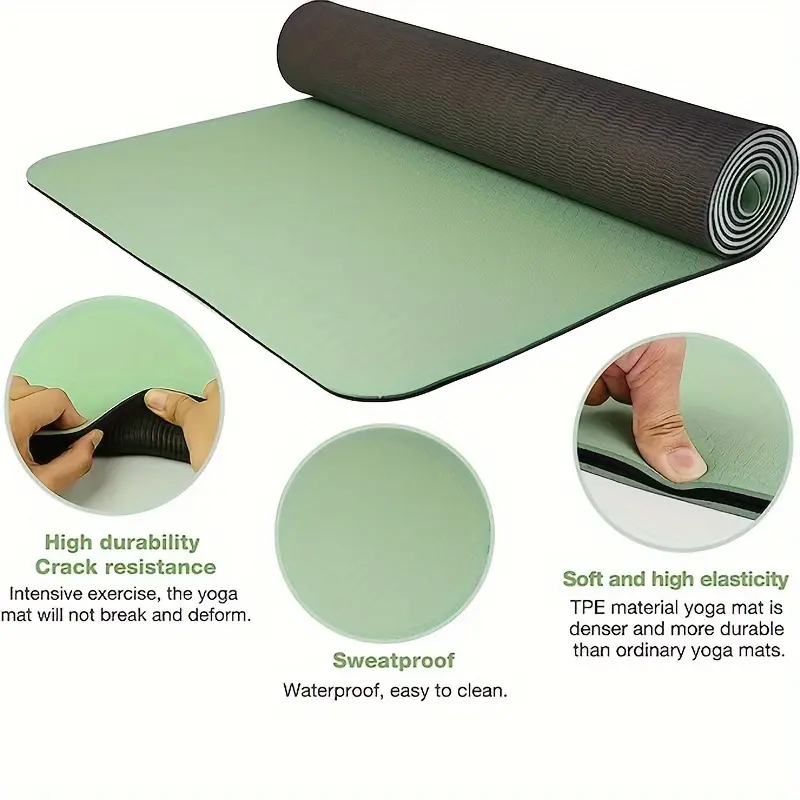 High durability
Crack resistance
Intensive exercise, the yoga
mat will not break and deform.
Sweatproof
Waterproof, easy to clean.
Soft and high elasticity
TPE material yoga mat is
denser and more durable
than ordinary yoga mats.